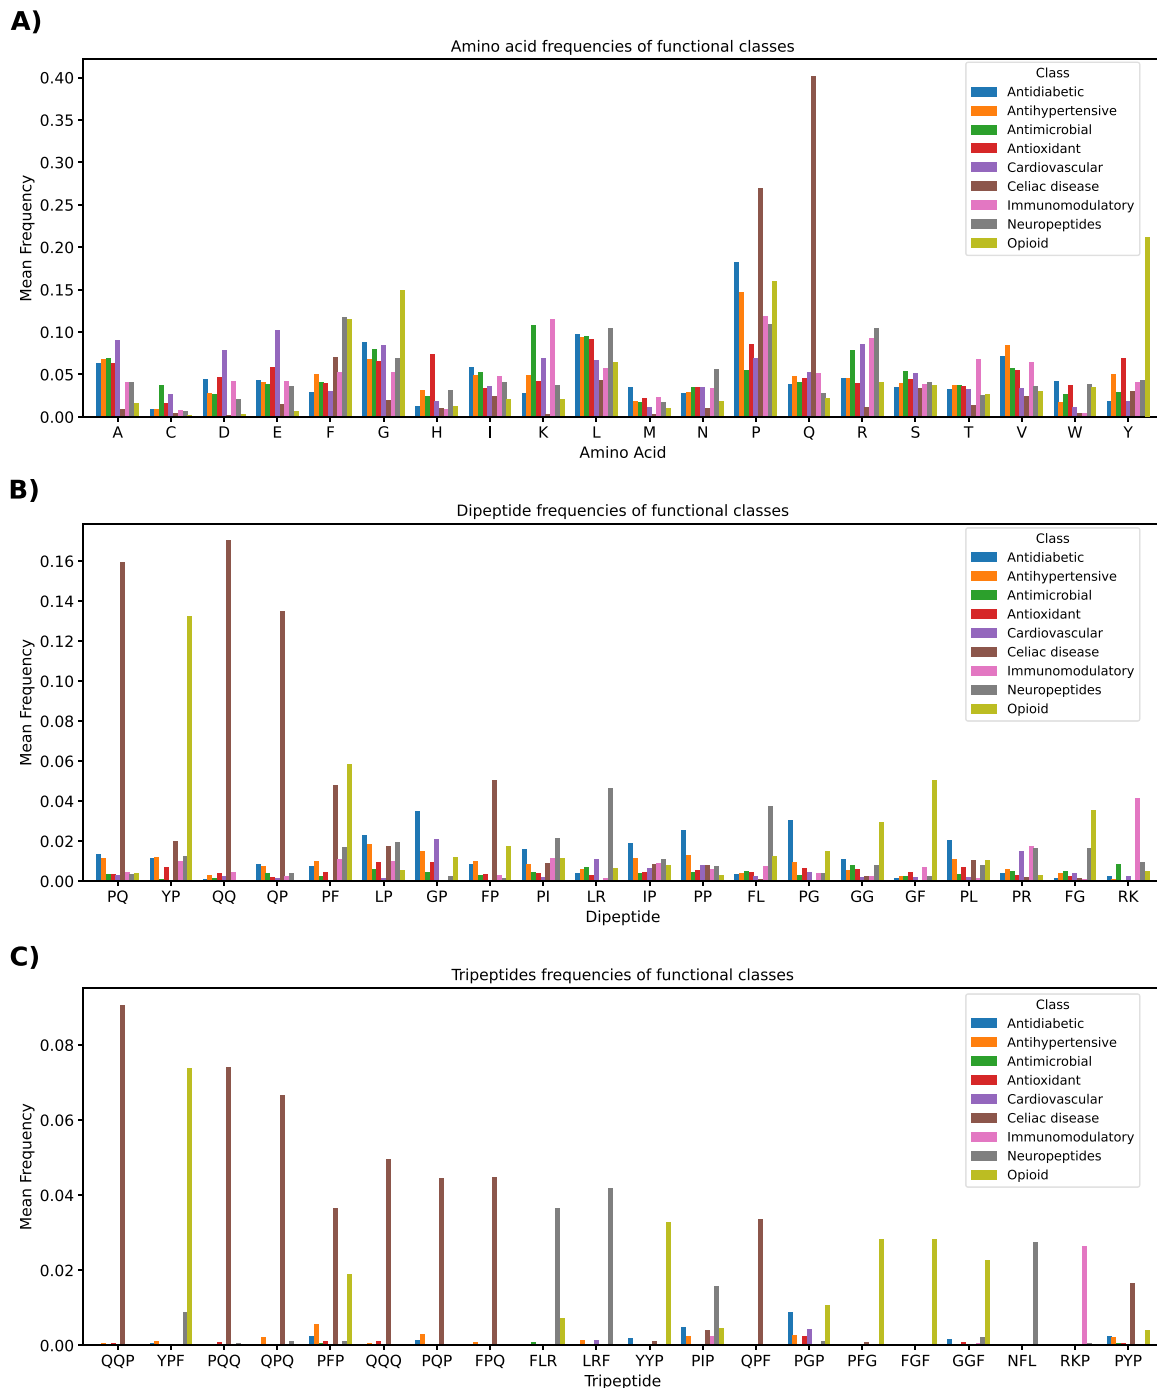 A)
Amino acid frequencies of functional classes
Mean Frequency
0.40
0.35
0.30
0.25
0.20
0.15
0.10
0.05
0.00
Class
Antidiabetic
Antihypertensive
Antimicrobial
Antioxidant
Cardiovascular
Celiac disease
Immunomodulatory
Neuropeptides
Opioid
A C D E F G H I K L M N P Q R S T V W Y
Amino Acid
B)
Dipeptide frequencies of functional classes
Mean Frequency
0.16
0.14
0.12
0.10
0.08
0.06
0.04
0.02
0.00
Class
Antidiabetic
Antihypertensive
Antimicrobial
Antioxidant
Cardiovascular
Celiac disease
Immunomodulatory
Neuropeptides
Opioid
PQ YP QQ QP PF LP GP FP PI LR IP PP FL PG GG GF PL PR FG RK
Dipeptide
C)
Tripeptides frequencies of functional classes
Mean Frequency
0.08
0.06
0.04
0.02
0.00
Class
Antidiabetic
Antihypertensive
Antimicrobial
Antioxidant
Cardiovascular
Celiac disease
Immunomodulatory
Neuropeptides
Opioid
QQP YPF PQQ QPQ PFP QQQ PQP FPQ FLR LRF YYP PIP QPF PGP PFG FGF GGF NFL RKP PYP
Tripeptide